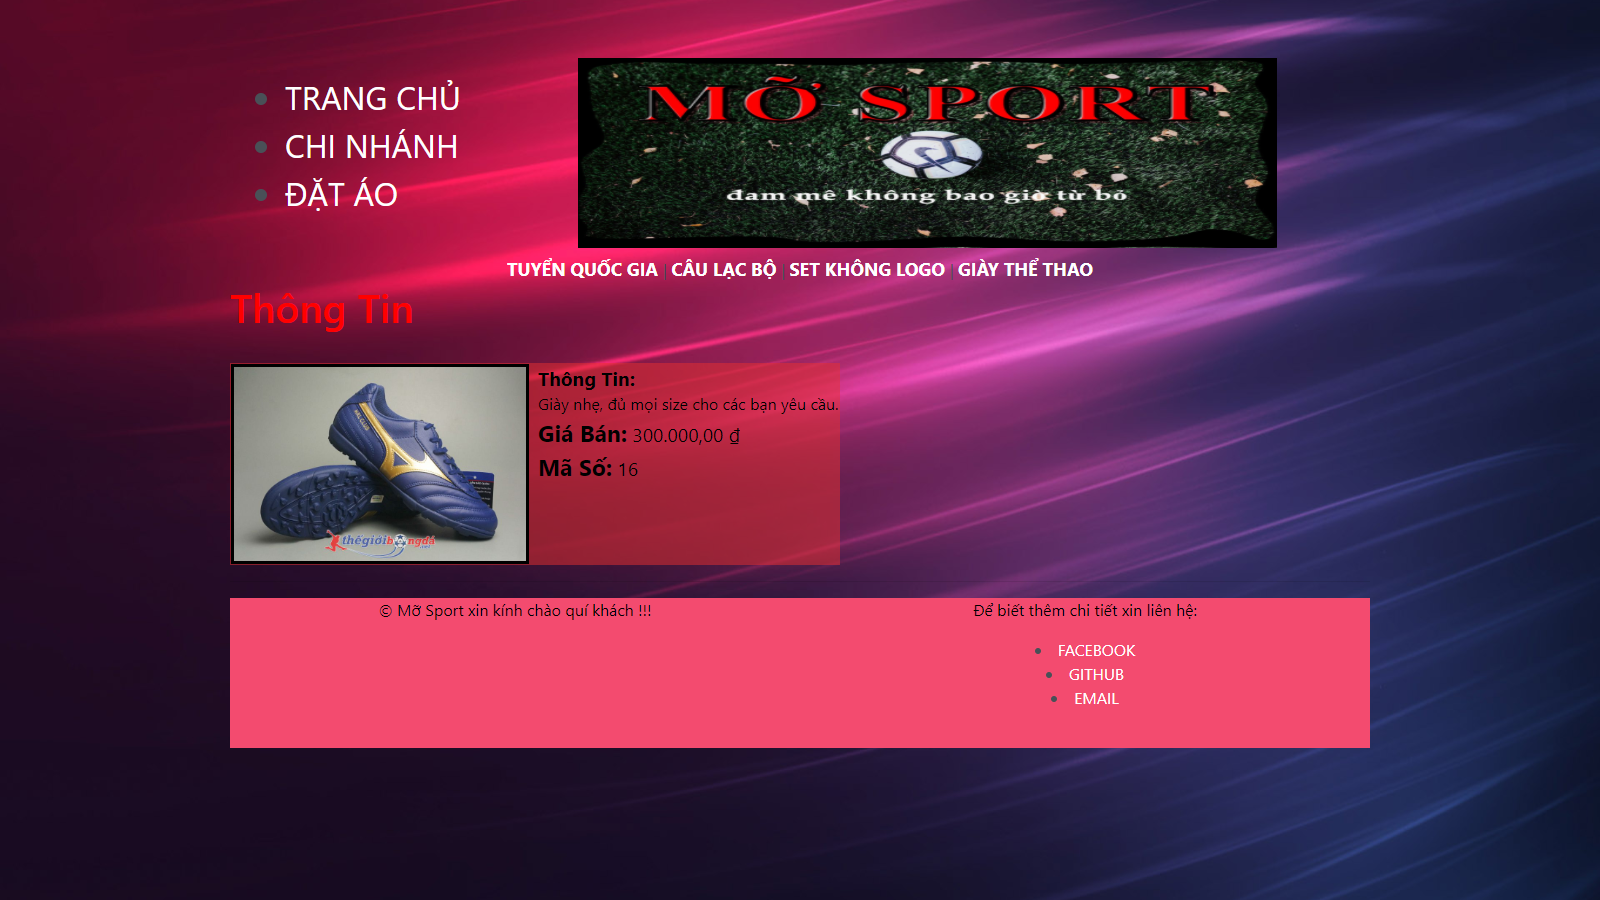 TRANG CHỦ
CHI NHÁNH
ĐẶT ÁO
MỠ SPORT
đam mê không bao giờ từ bỏ
TUYỂN QUỐC GIA | CÂU LẠC BỘ | SET KHÔNG LOGO | GIÀY THỂ THAO
Thông Tin
thếgiớibóngđá
Thông Tin:
Giày nhẹ, đủ mọi size cho các bạn yêu cầu.
Giá Bán: 300.000,00 ₫
Mã Số: 16
© Mỡ Sport xin kính chào quí khách !!!
Để biết thêm chi tiết xin liên hệ:
FACEBOOK
GITHUB
EMAIL